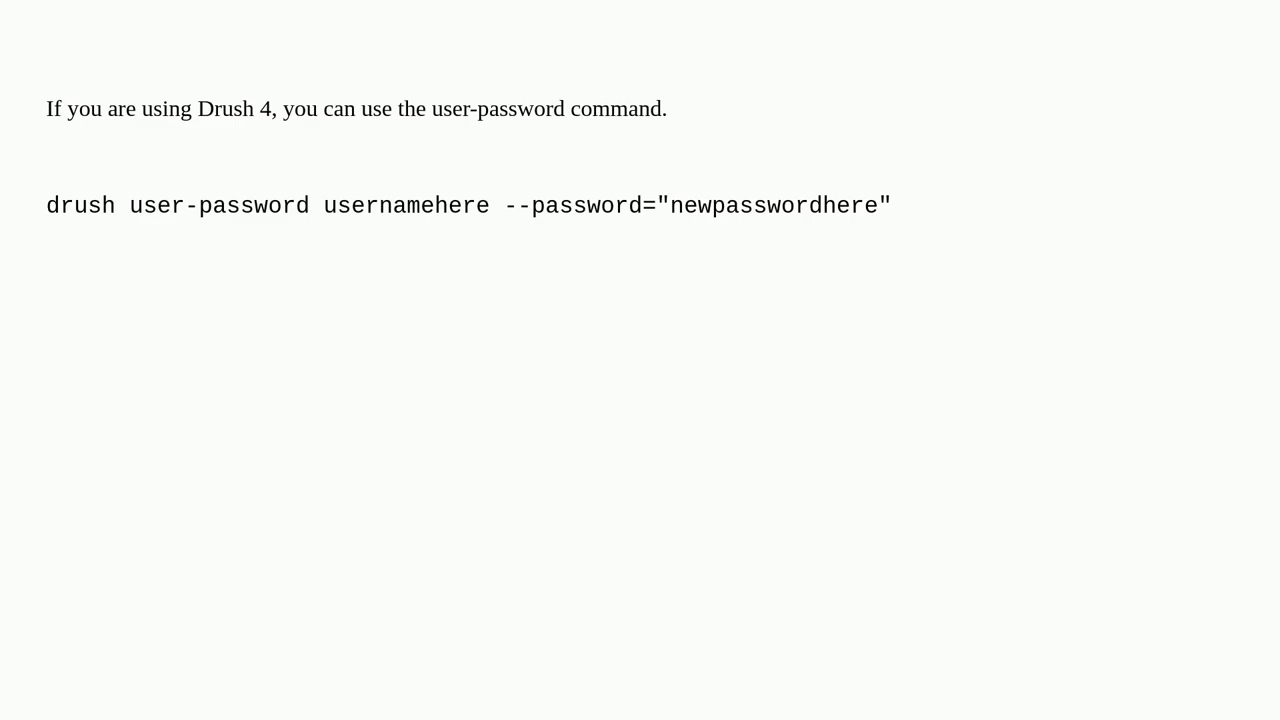 If you are using Drush 4, you can use the user-password command.
drush user-password usernamehere --password="newpasswordhere"